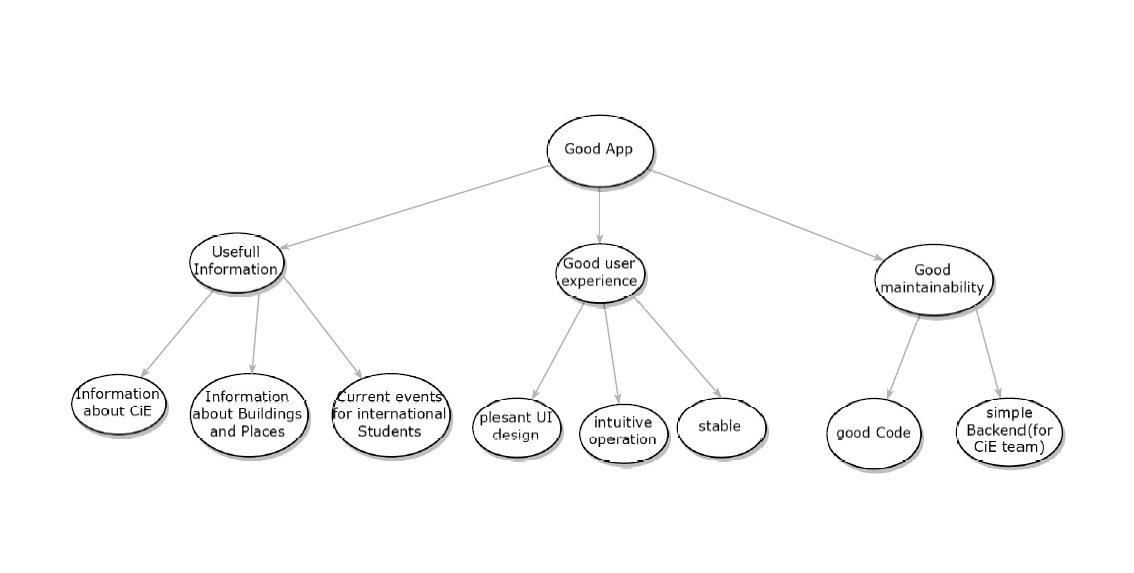 Good App
Usefull
Information
Good user
experience
Good
maintainability
Information
about CiE
Information
about Buildings
and Places
Current events
for international
Students
plesant UI
design
intuitive
operation
stable
good Code
simple
Backend(for
CiE team)